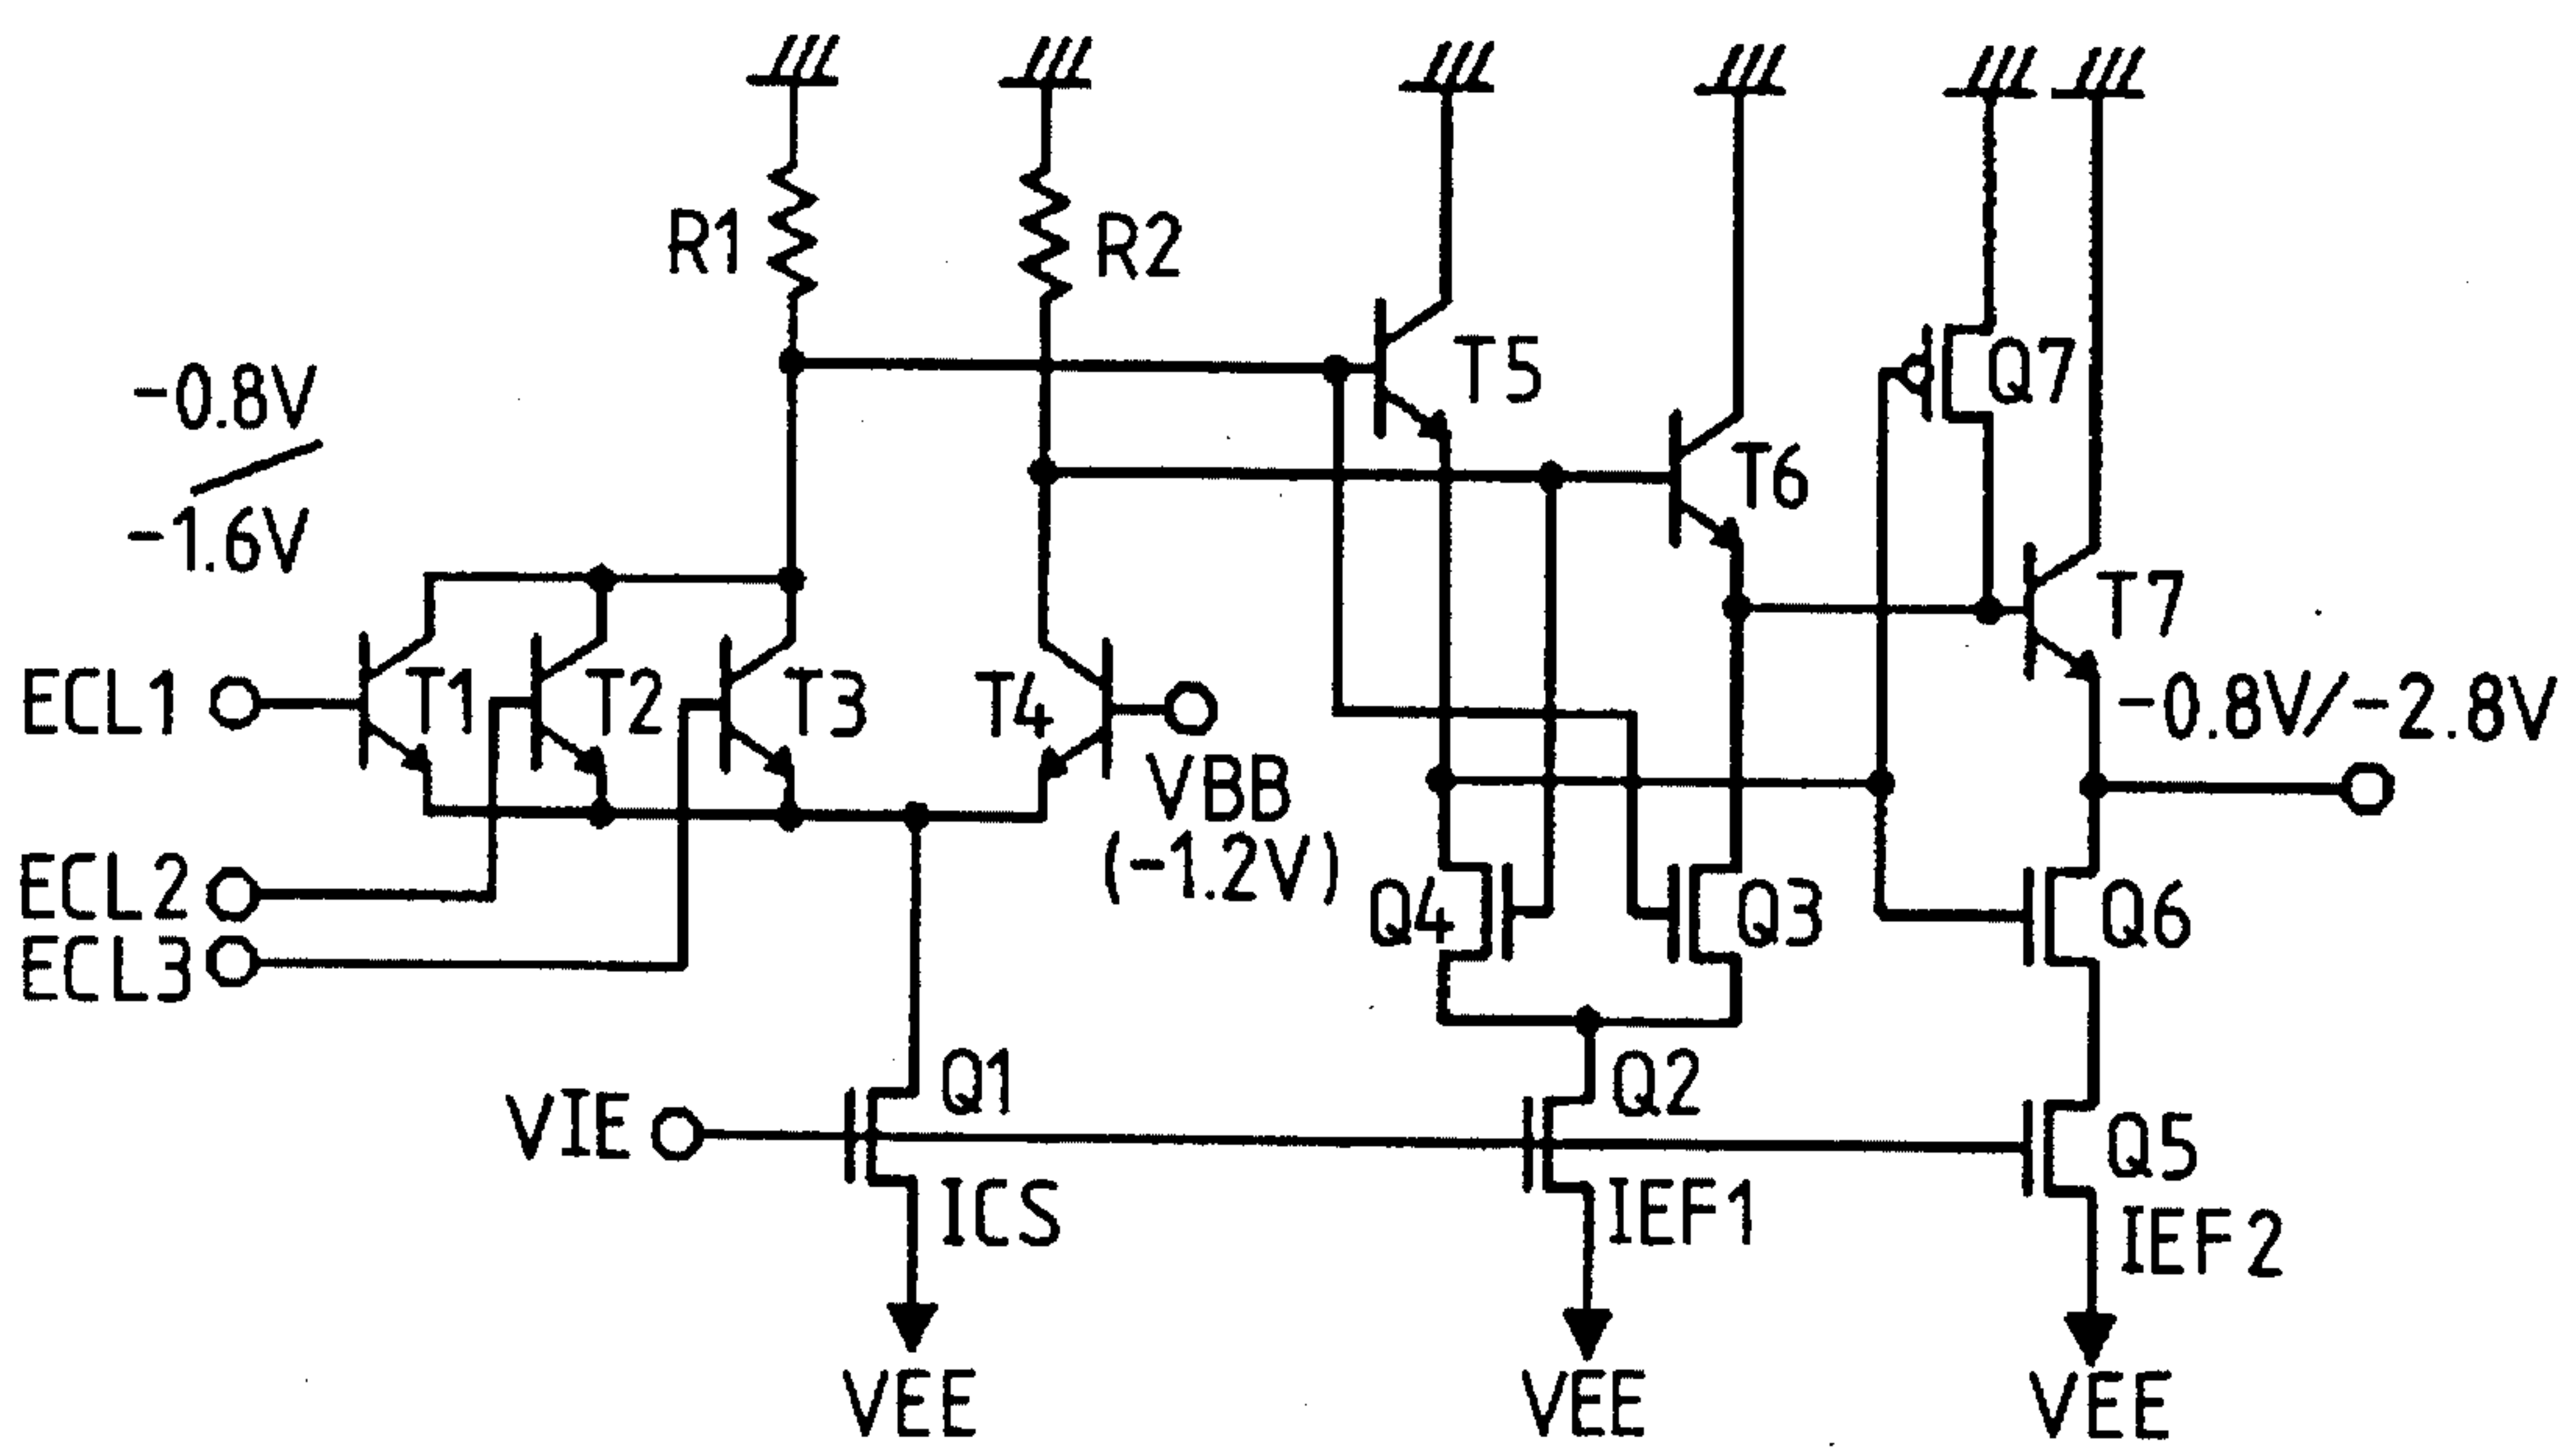 R1
R2
T5
Q7
-0.8V
/
-1.6V
T6
T7
ECL1
T1
T2
T3
T4
-0.8V/-2.8V
VBB
(-1.2V)
ECL2
ECL3
Q4
Q3
Q6
Q1
Q2
VIE
Q5
ICS
IEF1
IEF2
VEE
VEE
VEE